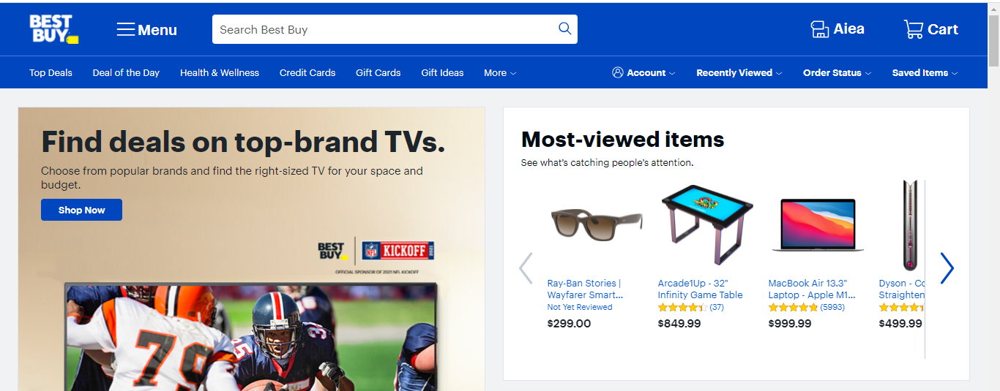 BEST
BUY
Menu
Search Best Buy
Aiea
Cart
Top Deals
Deal of the Day
Health & Wellness
Credit Cards
Gift Cards
Gift Ideas
More
Account
Recently Viewed
Order Status
Saved Items
Find deals on top-brand TVs.
Choose from popular brands and find the right-sized TV for your space and
budget.
Shop Now
BEST
BUY
NFL
KICKOFF
2021
OFFICIAL SPONSOR OF 2021 NFL KICKOFF
79
35
Most-viewed items
See what's catching people's attention.
Ray-Ban Stories |
Wayfarer Smart...
Not Yet Reviewed
$299.00
Arcade1Up - 32"
Infinity Game Table
(37)
$849.99
MacBook Air 13.3"
Laptop - Apple M1...
(5993)
$999.99
Dyson - Co
Straighten
$499.99